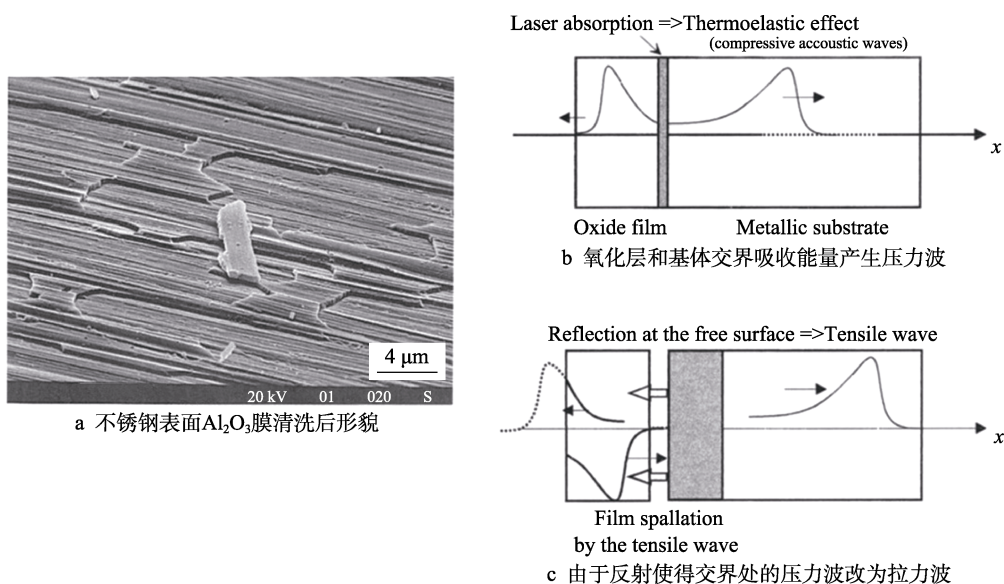 4 μm
20 kV 01 020 S
a 不锈钢表面Al₂O₃膜清洗后形貌
Laser absorption =>Thermoelastic effect
(compressive accoustic waves)
x
Oxide film Metallic substrate
b 氧化层和基体交界吸收能量产生压力波
Reflection at the free surface =>Tensile wave
x
Film spallation
by the tensile wave
c 由于反射使得交界处的压力波改为拉力波